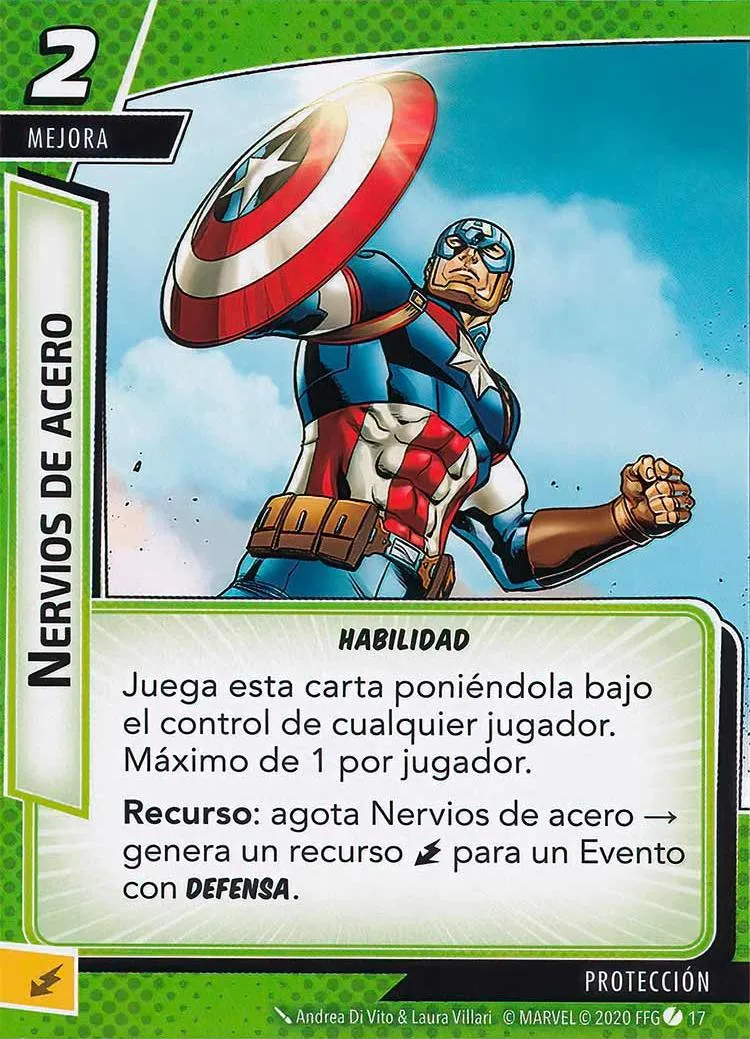 2
MEJORA
NERVIOS DE ACERO
HABILIDAD
Juega esta carta poniéndola bajo
el control de cualquier jugador.
Máximo de 1 por jugador.
Recurso: agota Nervios de acero →
genera un recurso para un Evento
con DEFENSA.
PROTECCIÓN
Andrea Di Vito & Laura Villari © MARVEL © 2020 FFG 17